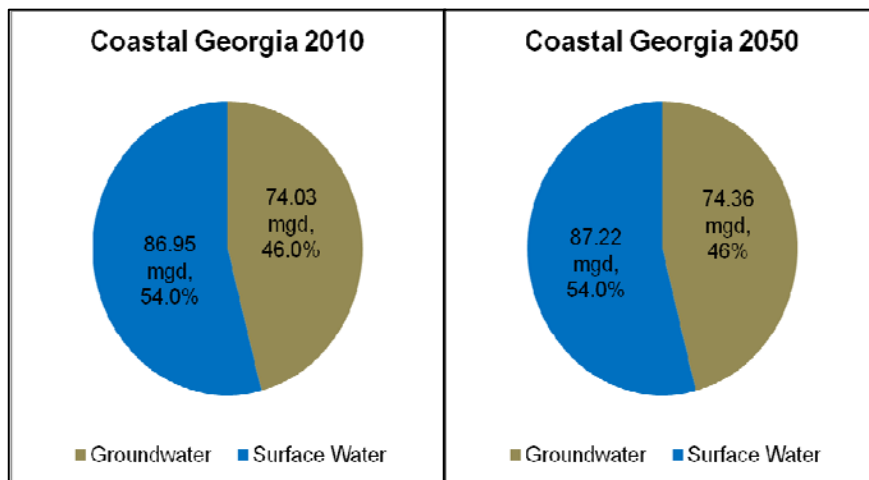 Coastal Georgia 2010
74.03
mgd,
46.0%
86.95
mgd,
54.0%
Groundwater
Surface Water
Coastal Georgia 2050
74.36
mgd,
46%
87.22
mgd,
54.0%
Groundwater
Surface Water